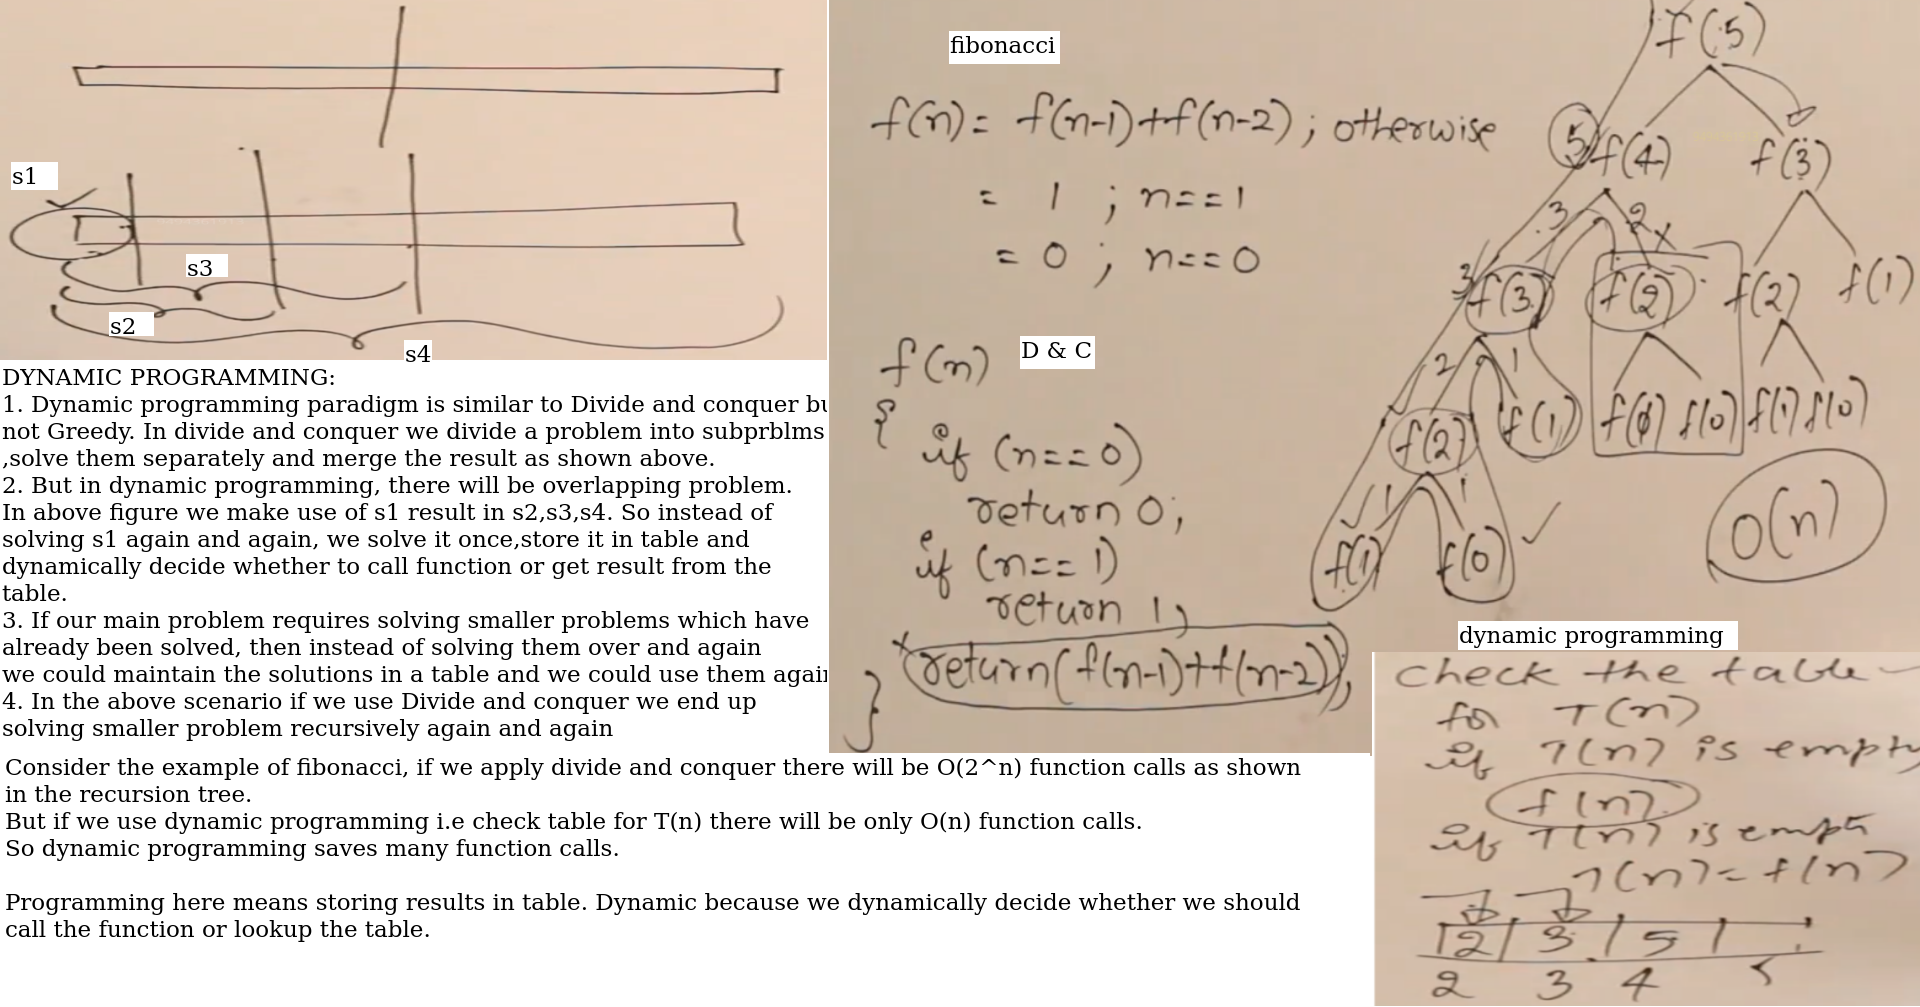 s1
s3
s2
s4
DYNAMIC PROGRAMMING:
1. Dynamic programming paradigm is similar to Divide and conquer bu
not Greedy. In divide and conquer we divide a problem into subprblms
,solve them separately and merge the result as shown above.
2. But in dynamic programming, there will be overlapping problem.
In above figure we make use of s1 result in s2,s3,s4. So instead of
solving s1 again and again, we solve it once,store it in table and
dynamically decide whether to call function or get result from the
table.
3. If our main problem requires solving smaller problems which have
already been solved, then instead of solving them over and again
we could maintain the solutions in a table and we could use them again
4. In the above scenario if we use Divide and conquer we end up
solving smaller problem recursively again and again
Consider the example of fibonacci, if we apply divide and conquer there will be O(2^n) function calls as shown
in the recursion tree.
But if we use dynamic programming i.e check table for T(n) there will be only O(n) function calls.
So dynamic programming saves many function calls.
Programming here means storing results in table. Dynamic because we dynamically decide whether we should
call the function or lookup the table.
fibonacci
f(n)= f(n-1)+f(n-2) ; otherwise
= 1 ; n==1
= 0 ; n==0
f(n)
D & C
{
if (n==0)
return 0;
if (n==1)
return 1;
return(f(n-1)+f(n-2));
}
f(5)
5 f(4) f(3)
3 2
3 f(3) f(2) f(2) f(1)
2 1
f(2) f(1) f(1) f(0) f(1) f(0)
1 1
f(1) f(0)
O(n)
dynamic programming
check the table
for T(n)
if T(n) is empty
f(n)
if T(n) is empt
T(n)= f(n)
2 3 5
2 3 4 5